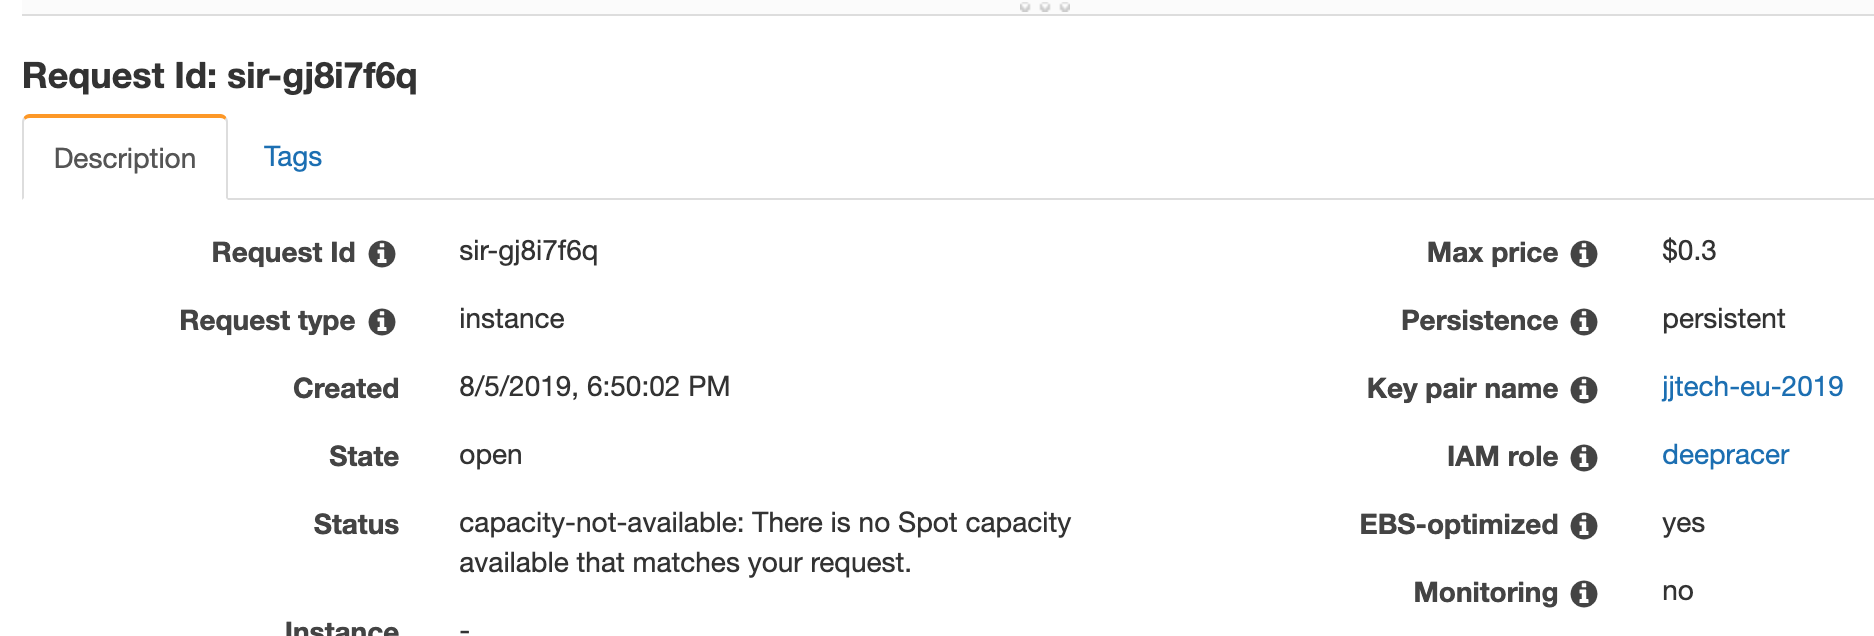 Request Id: sir-gj8i7f6q
Description Tags
Request Id sir-gj8i7f6q Max price $0.3
Request type instance Persistence persistent
Created 8/5/2019, 6:50:02 PM Key pair name jjtech-eu-2019
State open IAM role deepracer
Status capacity-not-available: There is no Spot capacity EBS-optimized yes
available that matches your request.
Monitoring no
Instance -